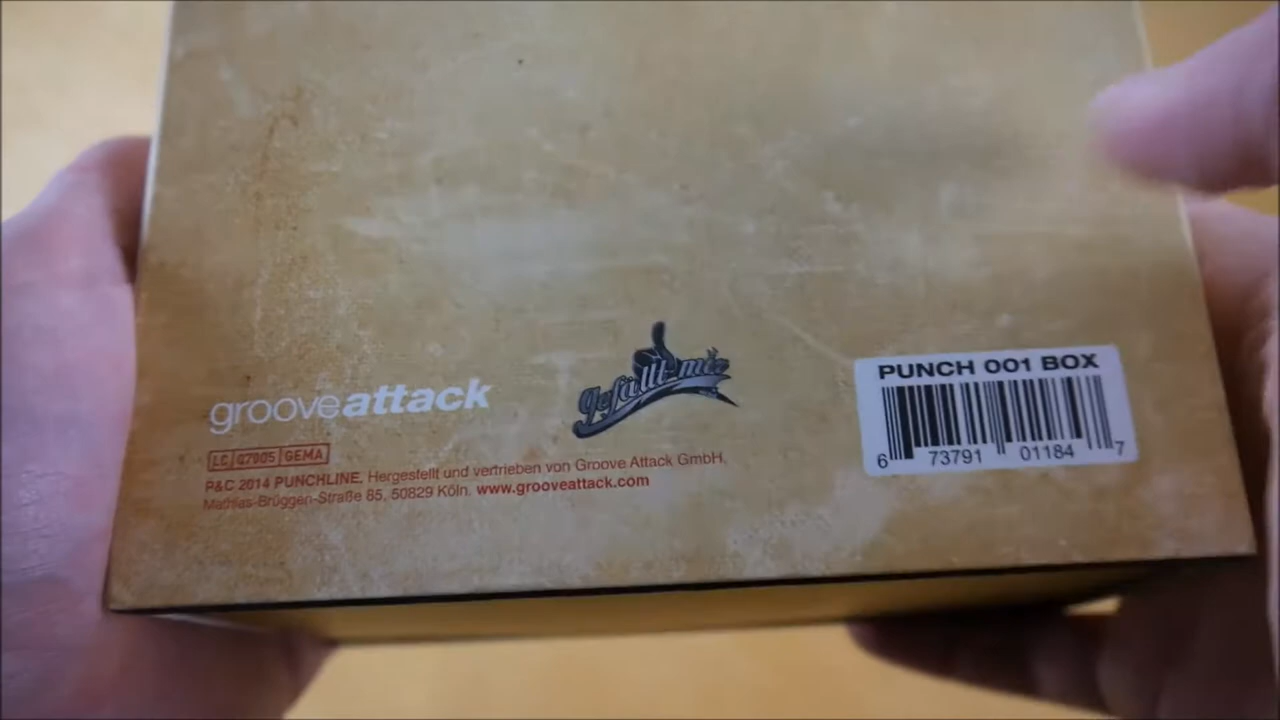 grooveattack
gefällt mir
PUNCH 001 BOX
6 73791 01184 7
LC 07905 GEMA
P&C 2014 PUNCHLINE. Hergestellt und vertrieben von Groove Attack GmbH,
Mathias-Brüggen-Straße 85, 50829 Köln. www.grooveattack.com